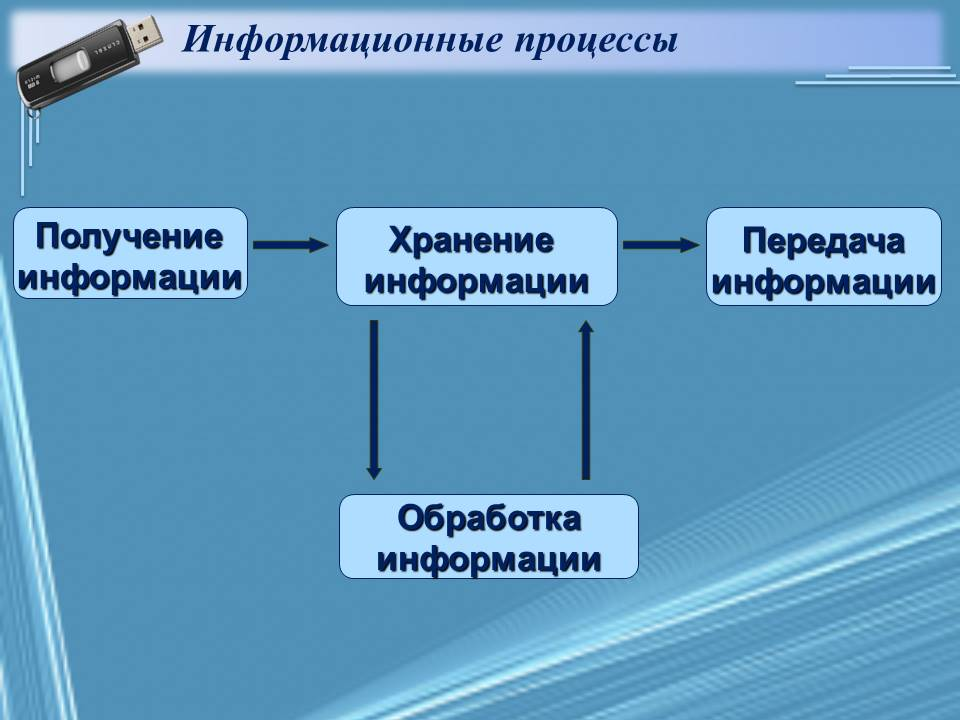 Информационные процессы
Получение
информации
Хранение
информации
Передача
информации
Обработка
информации